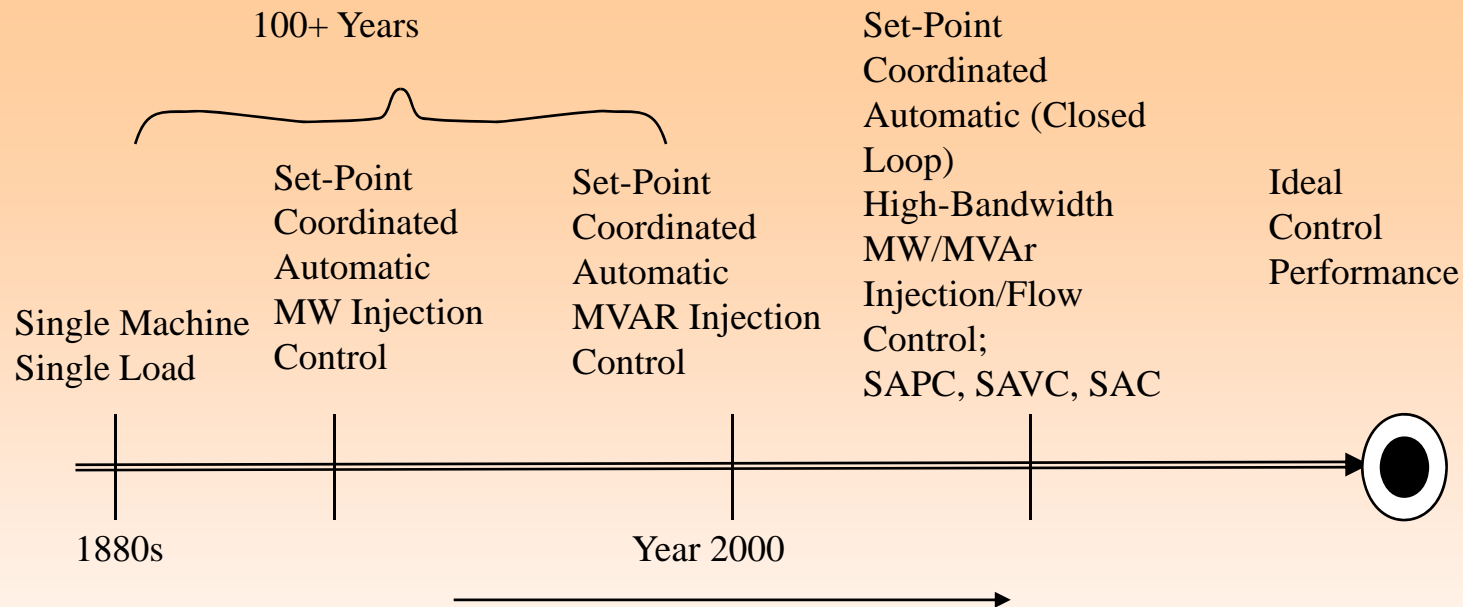 100+ Years
Single Machine
Single Load
Set-Point
Coordinated
Automatic
MW Injection
Control
Set-Point
Coordinated
Automatic
MVAR Injection
Control
Set-Point
Coordinated
Automatic (Closed
Loop)
High-Bandwidth
MW/MVAr
Injection/Flow
Control;
SAPC, SAVC, SAC
Ideal
Control
Performance
1880s
Year 2000